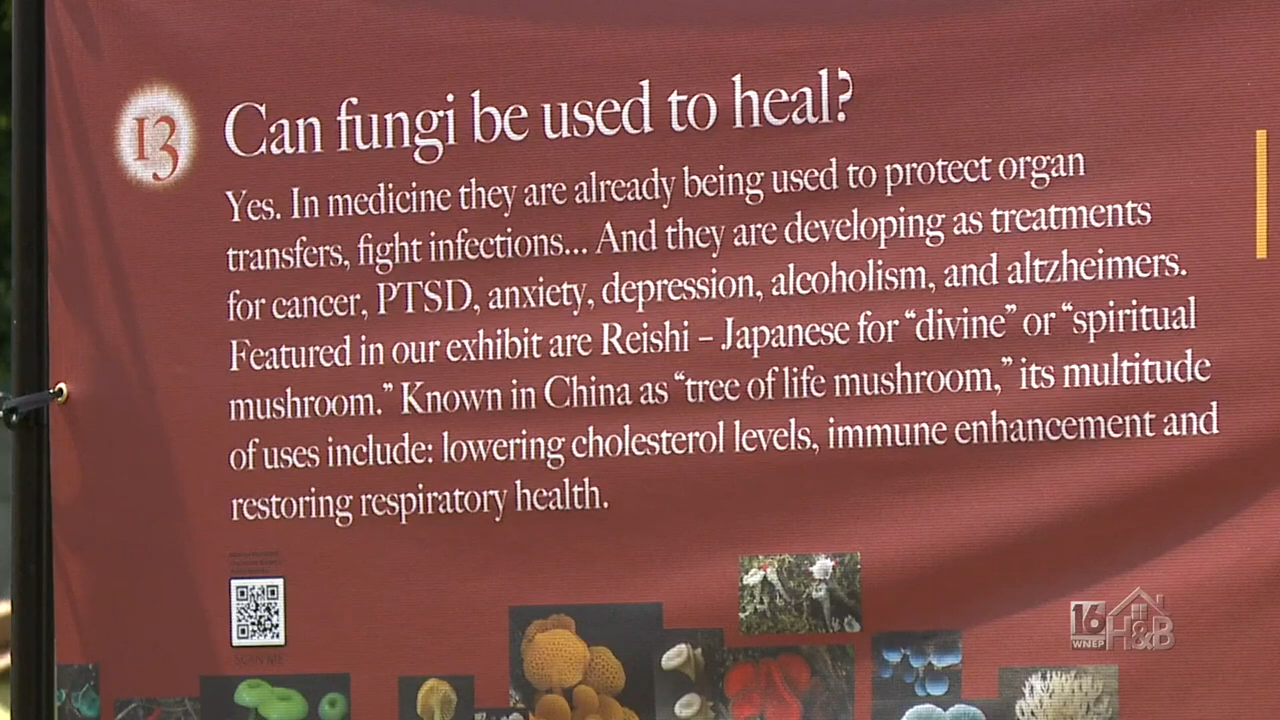 13
Can fungi be used to heal?
Yes. In medicine they are already being used to protect organ
transfers, fight infections... And they are developing as treatments
for cancer, PTSD, anxiety, depression, alcoholism, and altzheimers.
Featured in our exhibit are Reishi – Japanese for “divine” or “spiritual
mushroom.” Known in China as “tree of life mushroom,” its multitude
of uses include: lowering cholesterol levels, immune enhancement and
restoring respiratory health.
SCAN ME
16
WNEP
H&B